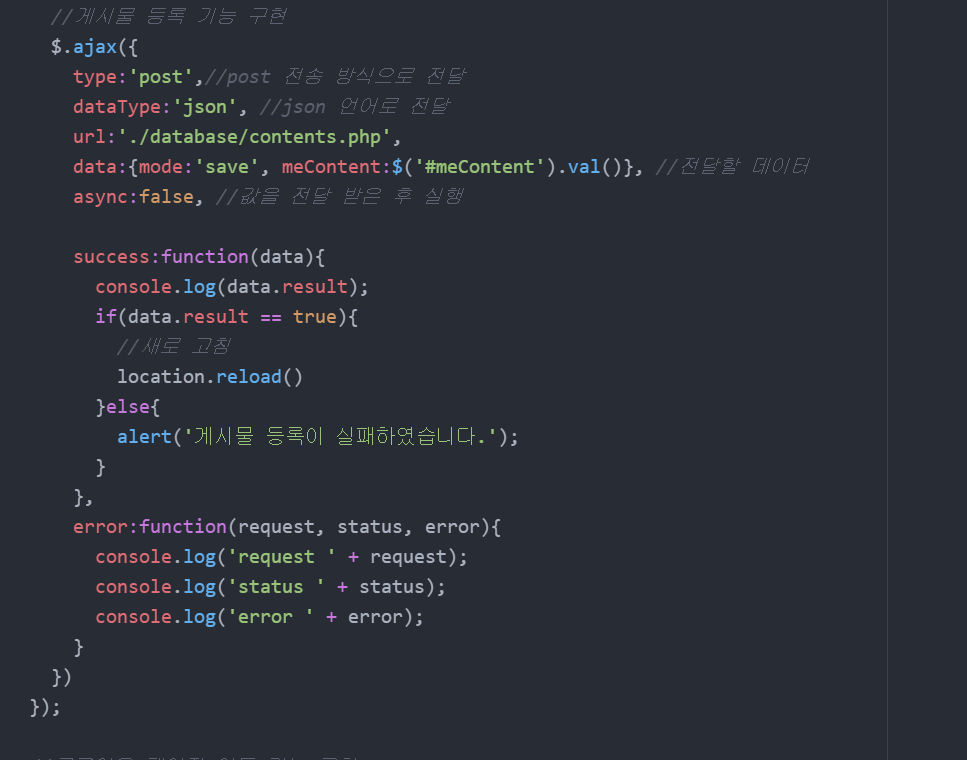 //게시물 등록 기능 구현
$.ajax({
type:'post',//post 전송 방식으로 전달
dataType:'json', //json 언어로 전달
url:'./database/contents.php',
data:{mode:'save', meContent:$('#meContent').val()}, //전달할 데이터
async:false, //값을 전달 받은 후 실행
success:function(data){
console.log(data.result);
if(data.result == true){
//새로 고침
location.reload()
}else{
alert('게시물 등록이 실패하였습니다.');
}
},
error:function(request, status, error){
console.log('request ' + request);
console.log('status ' + status);
console.log('error ' + error);
}
})
});